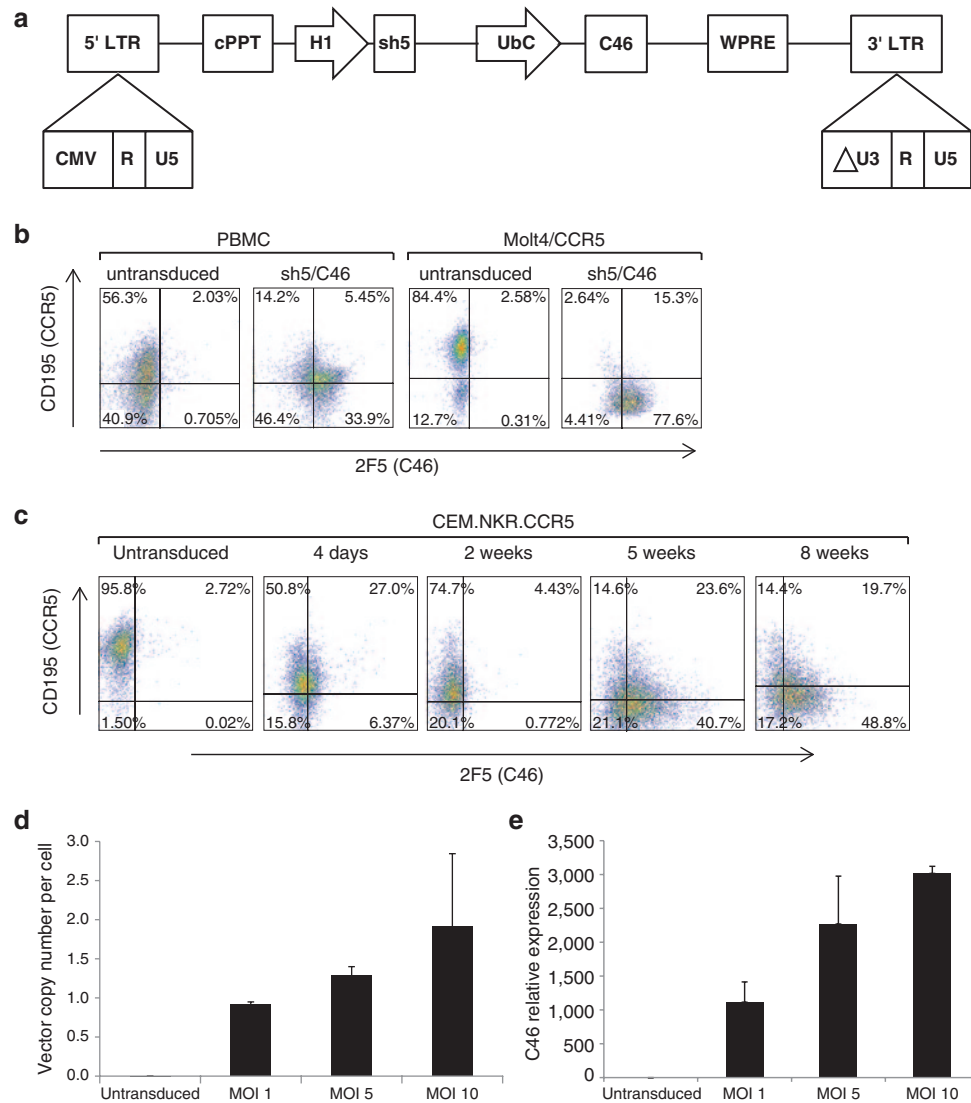 a
5' LTR cPPT H1 sh5 UbC C46 WPRE 3' LTR
CMV R U5 △U3 R U5
b
PBMC Molt4/CCR5
untransduced sh5/C46 untransduced sh5/C46
CD195 (CCR5)
56.3% 2.03% 14.2% 5.45% 84.4% 2.58% 2.64% 15.3%
40.9% 0.705% 46.4% 33.9% 12.7% 0.31% 4.41% 77.6%
2F5 (C46)
c
CEM.NKR.CCR5
Untransduced 4 days 2 weeks 5 weeks 8 weeks
CD195 (CCR5)
95.8% 2.72% 50.8% 27.0% 74.7% 4.43% 14.6% 23.6% 14.4% 19.7%
1.50% 0.02% 15.8% 6.37% 20.1% 0.772% 21.1% 40.7% 17.2% 48.8%
2F5 (C46)
d
Vector copy number per cell
3.0
2.5
2.0
1.5
1.0
0.5
0.0
Untransduced MOI 1 MOI 5 MOI 10
e
C46 relative expression
3,500
3,000
2,500
2,000
1,500
1,000
500
0
Untransduced MOI 1 MOI 5 MOI 10